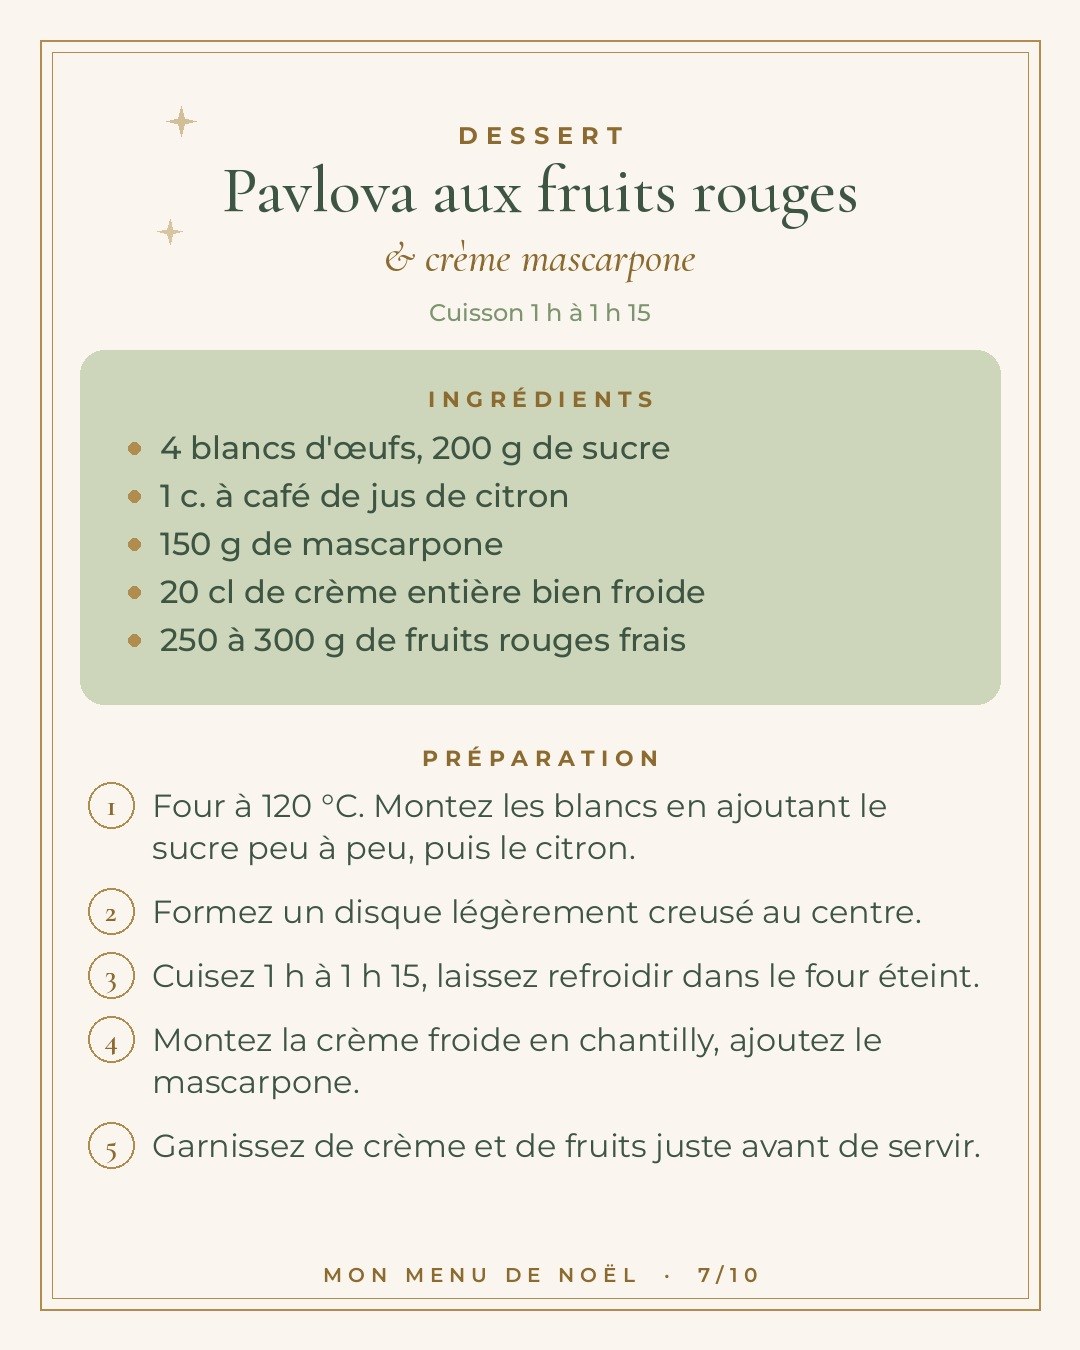 DESSERT
Pavlova aux fruits rouges
& crème mascarpone
Cuisson 1 h à 1 h 15
INGRÉDIENTS
• 4 blancs d'œufs, 200 g de sucre
• 1 c. à café de jus de citron
• 150 g de mascarpone
• 20 cl de crème entière bien froide
• 250 à 300 g de fruits rouges frais
PRÉPARATION
1 Four à 120 °C. Montez les blancs en ajoutant le
sucre peu à peu, puis le citron.
2 Formez un disque légèrement creusé au centre.
3 Cuisez 1 h à 1 h 15, laissez refroidir dans le four éteint.
4 Montez la crème froide en chantilly, ajoutez le
mascarpone.
5 Garnissez de crème et de fruits juste avant de servir.
MON MENU DE NOËL · 7/10